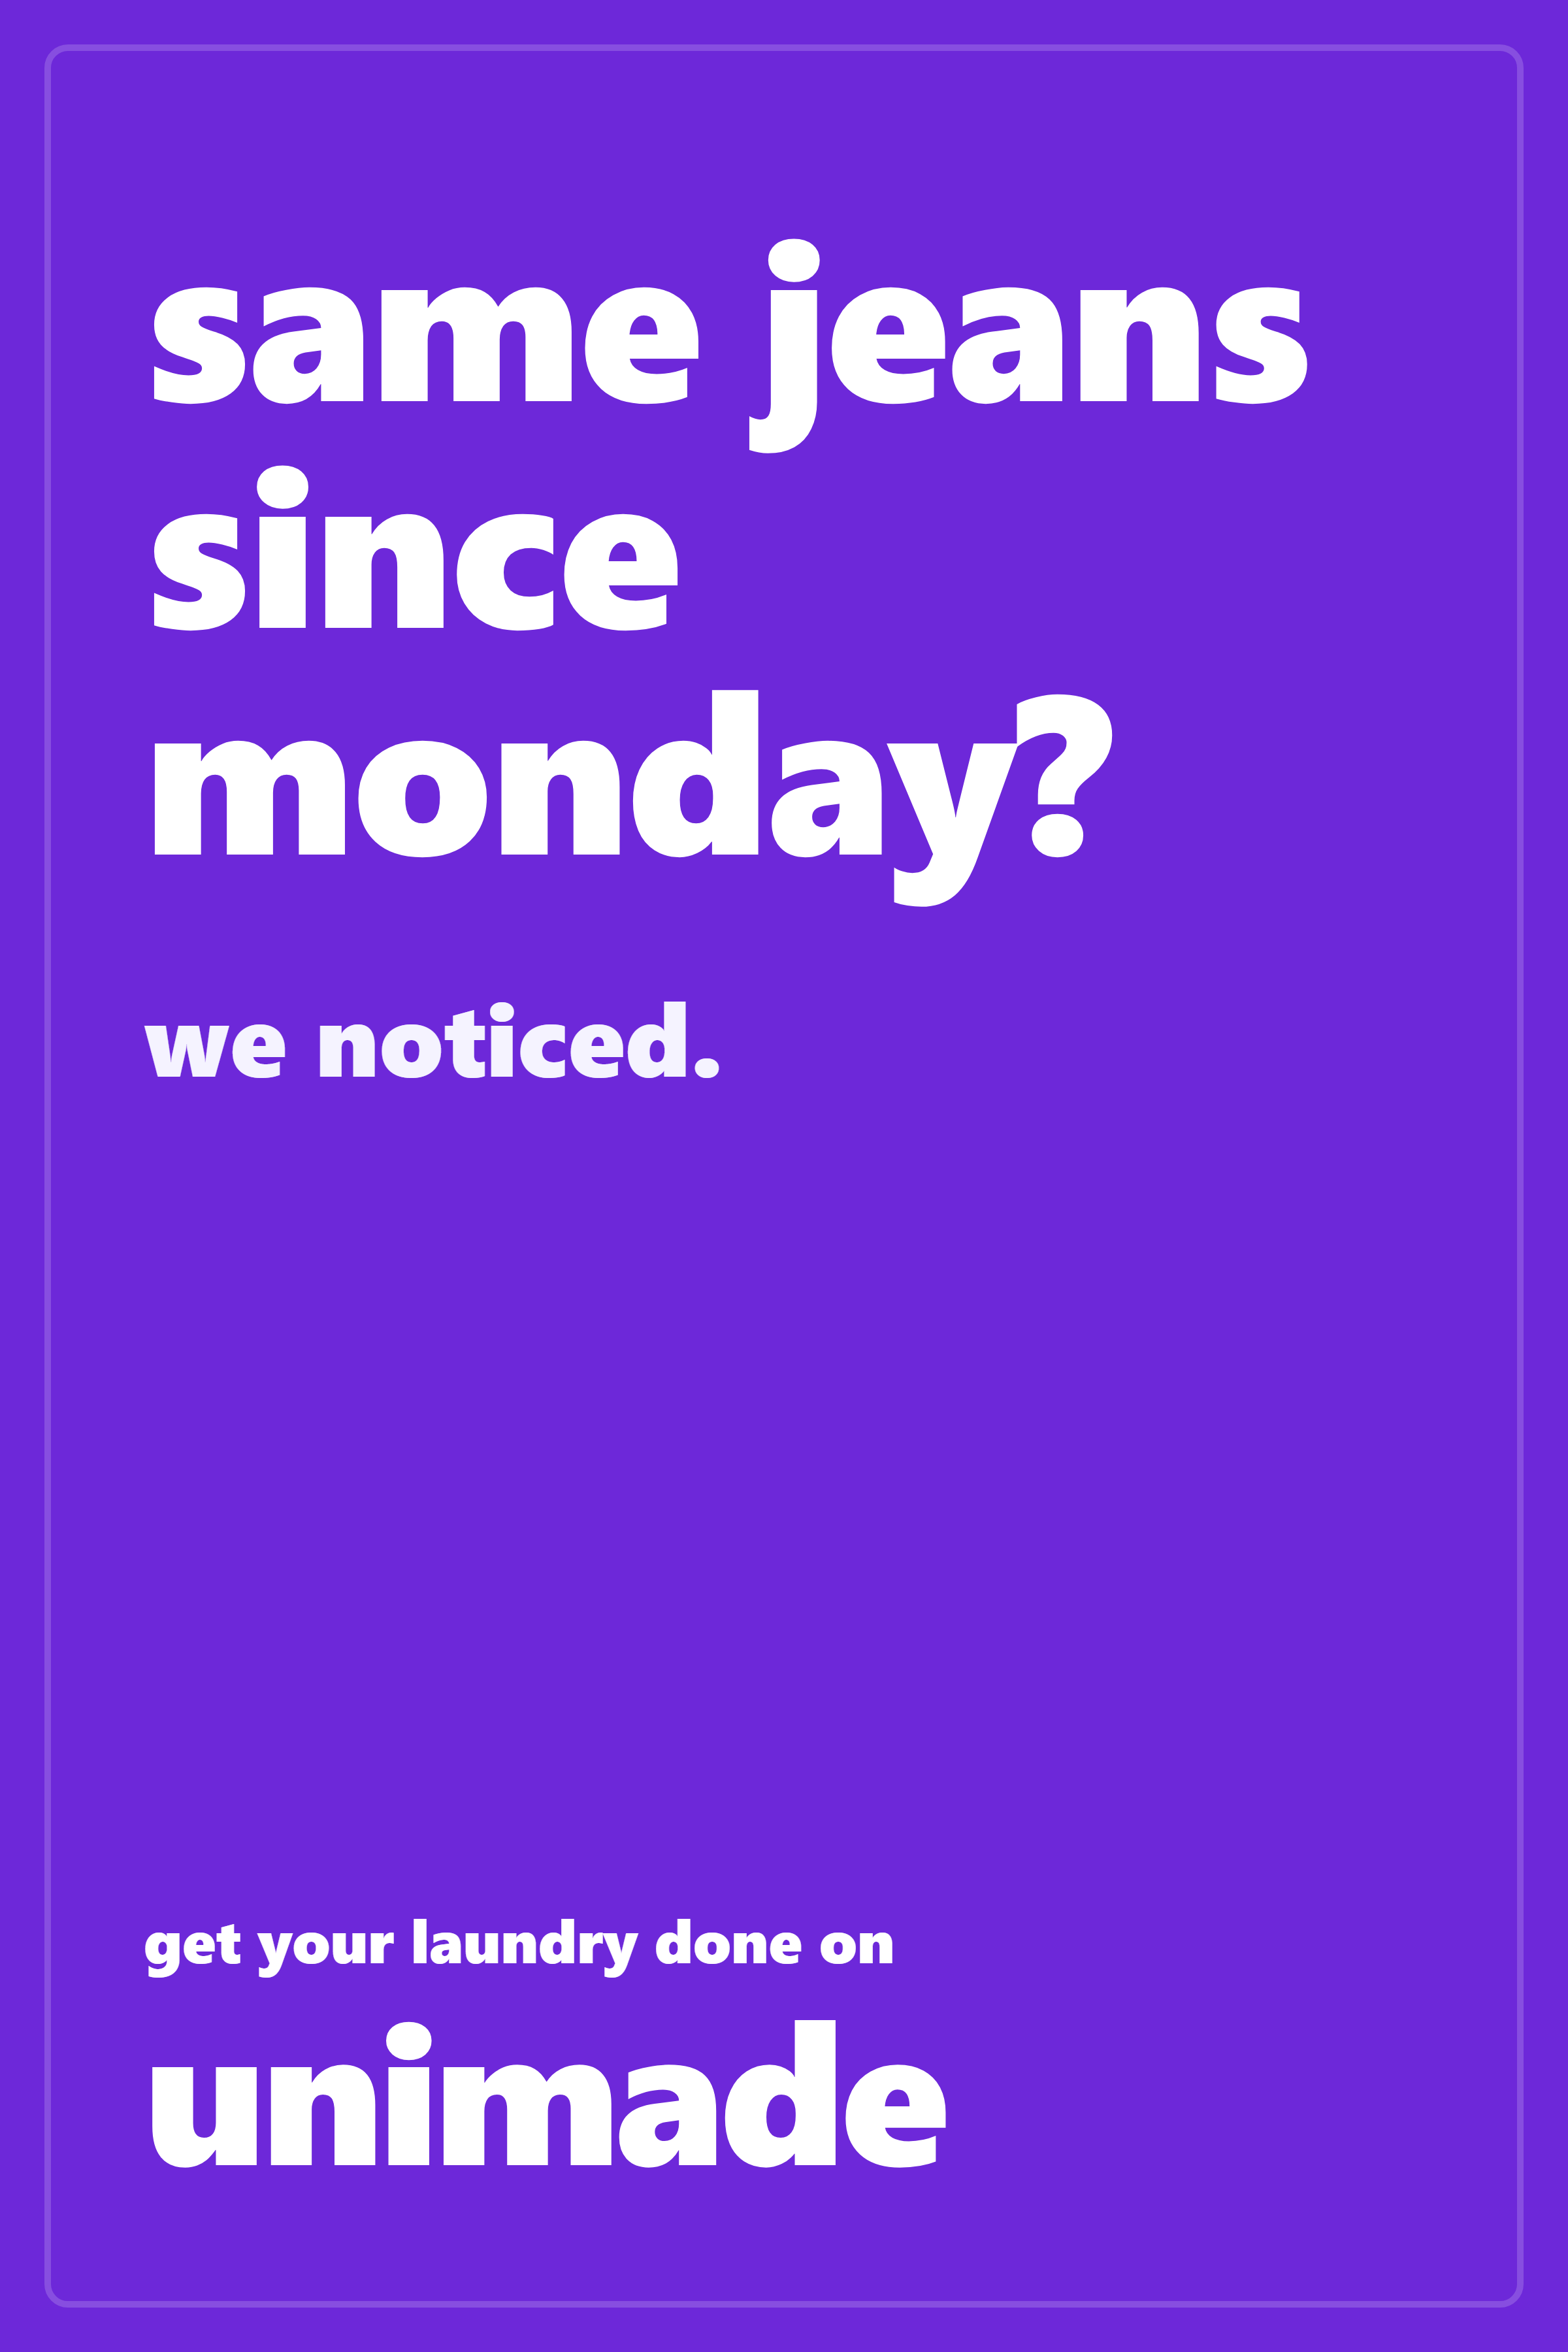 same jeans
since
monday?
we noticed.
get your laundry done on
unimade